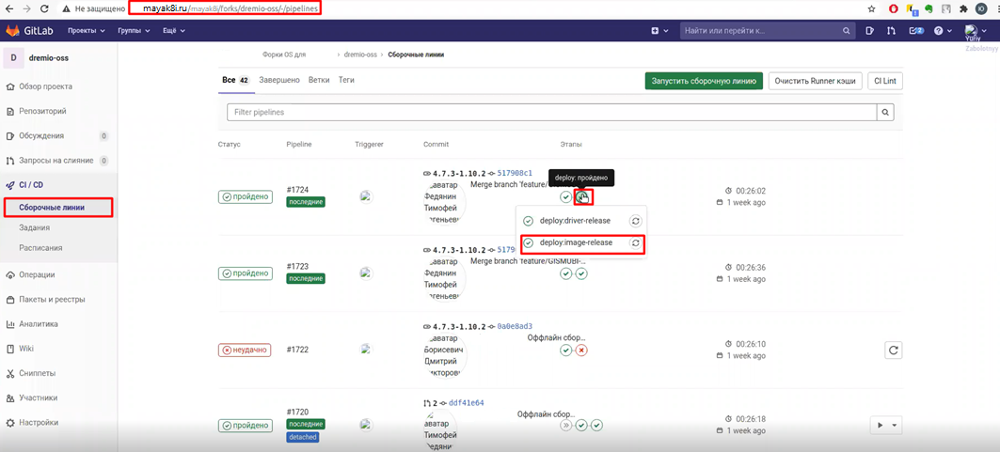 Не защищено
mayak8i.ru/mayak8i/forks/dremio-oss/-/pipelines
GitLab
Проекты
Группы
Ещё
Найти или перейти к...
2
Yuriy Zabolotnyy
D
dremio-oss
Обзор проекта
Репозиторий
Обсуждения 0
Запросы на слияние 0
CI / CD
Сборочные линии
Задания
Расписания
Операции
Пакеты и реестры
Аналитика
Wiki
Сниппеты
Участники
Настройки
Форки OS для > dremio-oss > Сборочные линии
Все 42
Завершено
Ветки
Теги
Запустить сборочную линию
Очистить Runner кэши
CI Lint
Filter pipelines
Статус Pipeline Triggerer Commit Этапы
пройдено
#1724
последние
4.7.3-1.10.2 517908c1
Merge branch 'feature/
аватар
Федянин
Тимофей
геньеви
deploy: пройдено
deploy:driver-release
deploy:image-release
00:26:02
1 week ago
пройдено
#1723
последние
4.7.3-1.10.2 5179
Merge branch 'feature/GISMUBI-
аватар
Федянин
Тимофей
геньеви
00:26:36
1 week ago
неудачно
#1722
4.7.3-1.10.2 0a0e8ad3
Оффлайн сбор...
аватар
Борисевич
Дмитрий
икторови
00:26:10
1 week ago
пройдено
#1720
последние
detached
2 ddf41e64
Оффлайн сбор...
аватар
Тимофей
Федянин
00:26:18
1 week ago